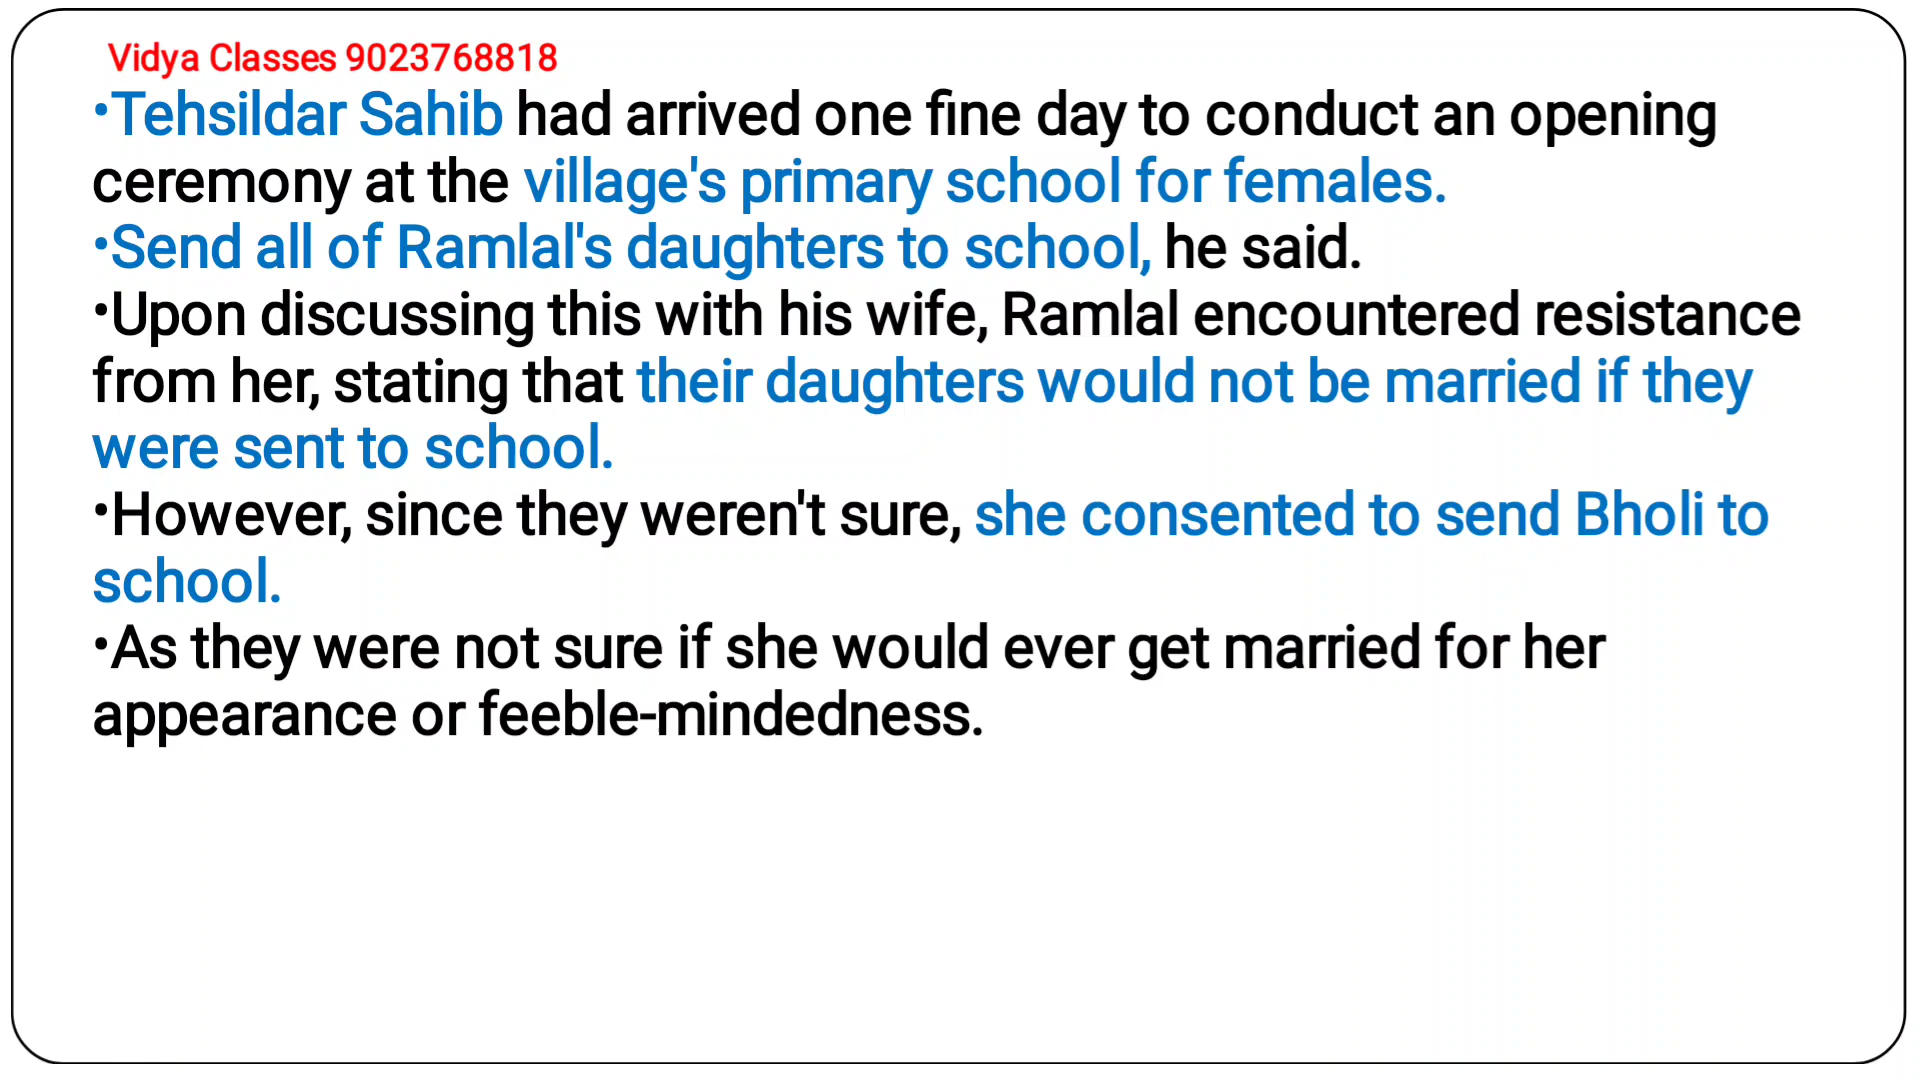 Vidya Classes 9023768818
•Tehsildar Sahib had arrived one fine day to conduct an opening
ceremony at the village's primary school for females.
•Send all of Ramlal's daughters to school, he said.
•Upon discussing this with his wife, Ramlal encountered resistance
from her, stating that their daughters would not be married if they
were sent to school.
•However, since they weren't sure, she consented to send Bholi to
school.
•As they were not sure if she would ever get married for her
appearance or feeble-mindedness.